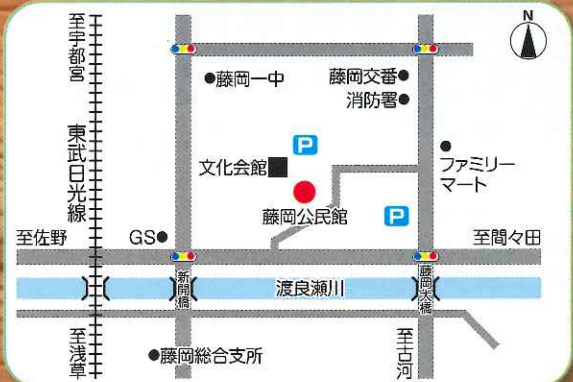 N
至宇都宮
東武日光線
藤岡一中
藤岡交番
消防署
P
文化会館
ファミリー
マート
藤岡公民館
P
至佐野
GS
至間々田
新開橋
渡良瀬川
藤岡大橋
至浅草
藤岡総合支所
至古河